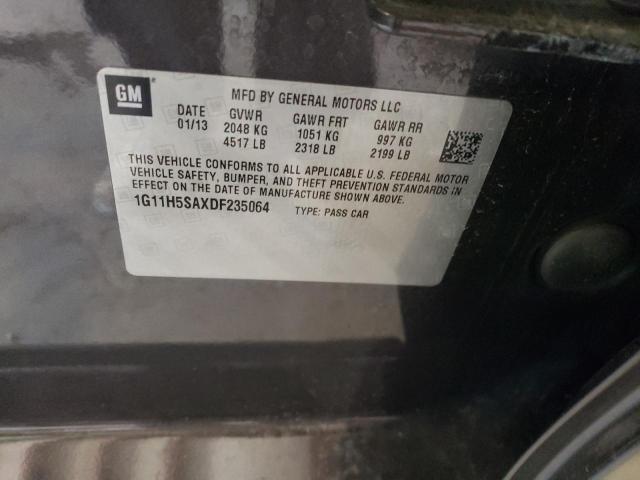 GM
MFD BY GENERAL MOTORS LLC
DATE GVWR GAWR FRT GAWR RR
01/13 2048 KG 1051 KG 997 KG
4517 LB 2318 LB 2199 LB
THIS VEHICLE CONFORMS TO ALL APPLICABLE U.S. FEDERAL MOTOR
VEHICLE SAFETY, BUMPER, AND THEFT PREVENTION STANDARDS IN
EFFECT ON THE DATE OF MANUFACTURE SHOWN ABOVE.
1G11H5SAXDF235064 TYPE: PASS CAR